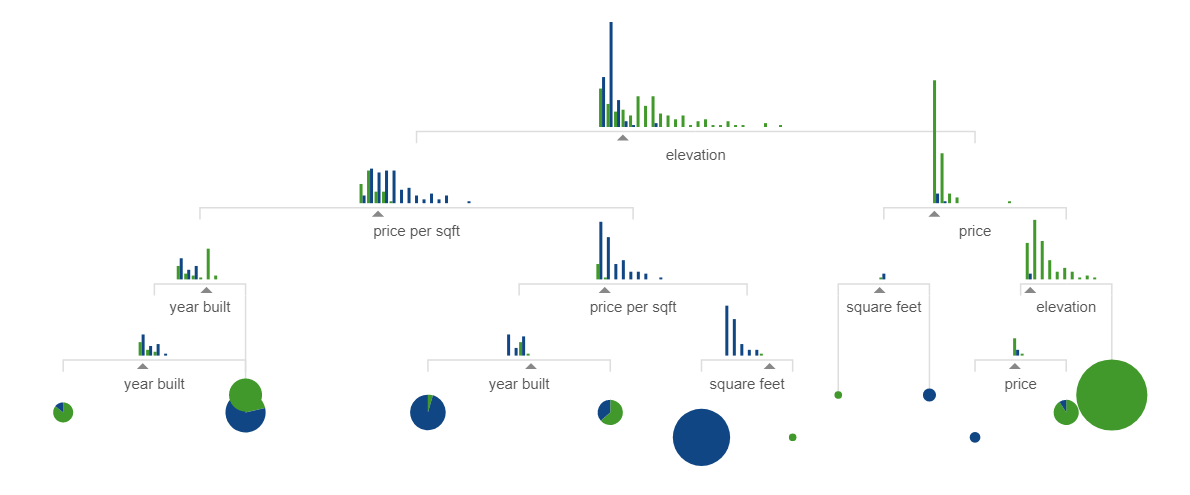 elevation
price per sqft
price
year built
price per sqft
square feet
elevation
year built
year built
square feet
price